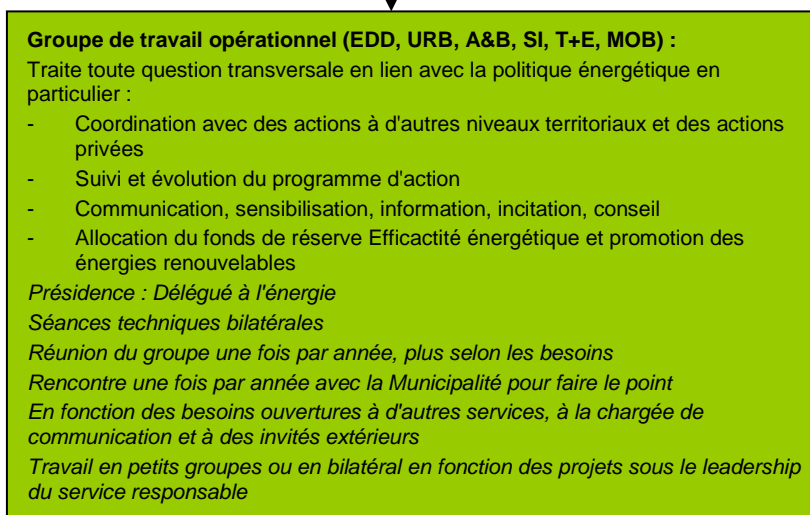 Groupe de travail opérationnel (EDD, URB, A&B, SI, T+E, MOB) :
Traite toute question transversale en lien avec la politique énergétique en
particulier :
- Coordination avec des actions à d'autres niveaux territoriaux et des actions
privées
- Suivi et évolution du programme d'action
- Communication, sensibilisation, information, incitation, conseil
- Allocation du fonds de réserve Efficactité énergétique et promotion des
énergies renouvelables
Présidence : Délégué à l'énergie
Séances techniques bilatérales
Réunion du groupe une fois par année, plus selon les besoins
Rencontre une fois par année avec la Municipalité pour faire le point
En fonction des besoins ouvertures à d'autres services, à la chargée de
communication et à des invités extérieurs
Travail en petits groupes ou en bilatéral en fonction des projets sous le leadership
du service responsable